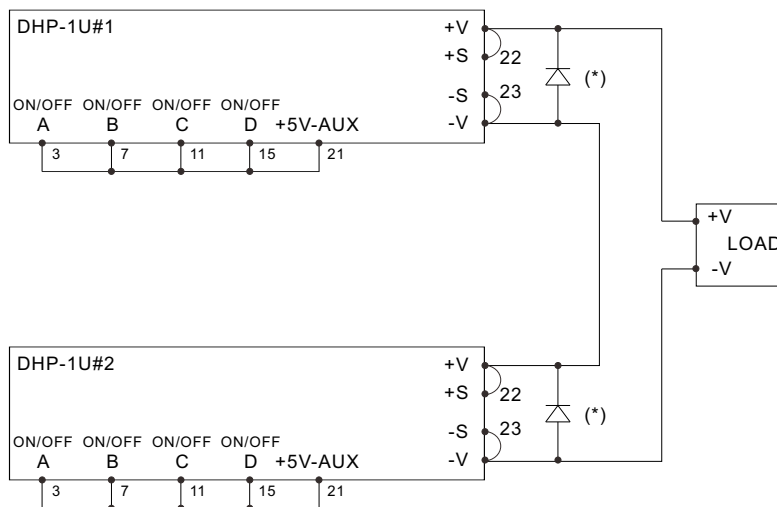 DHP-1U#1
+V
+S 22
-S 23
-V
(*)
ON/OFF ON/OFF ON/OFF ON/OFF
A B C D +5V-AUX
3 7 11 15 21
+V
LOAD
-V
DHP-1U#2
+V
+S 22
-S 23
-V
(*)
ON/OFF ON/OFF ON/OFF ON/OFF
A B C D +5V-AUX
3 7 11 15 21